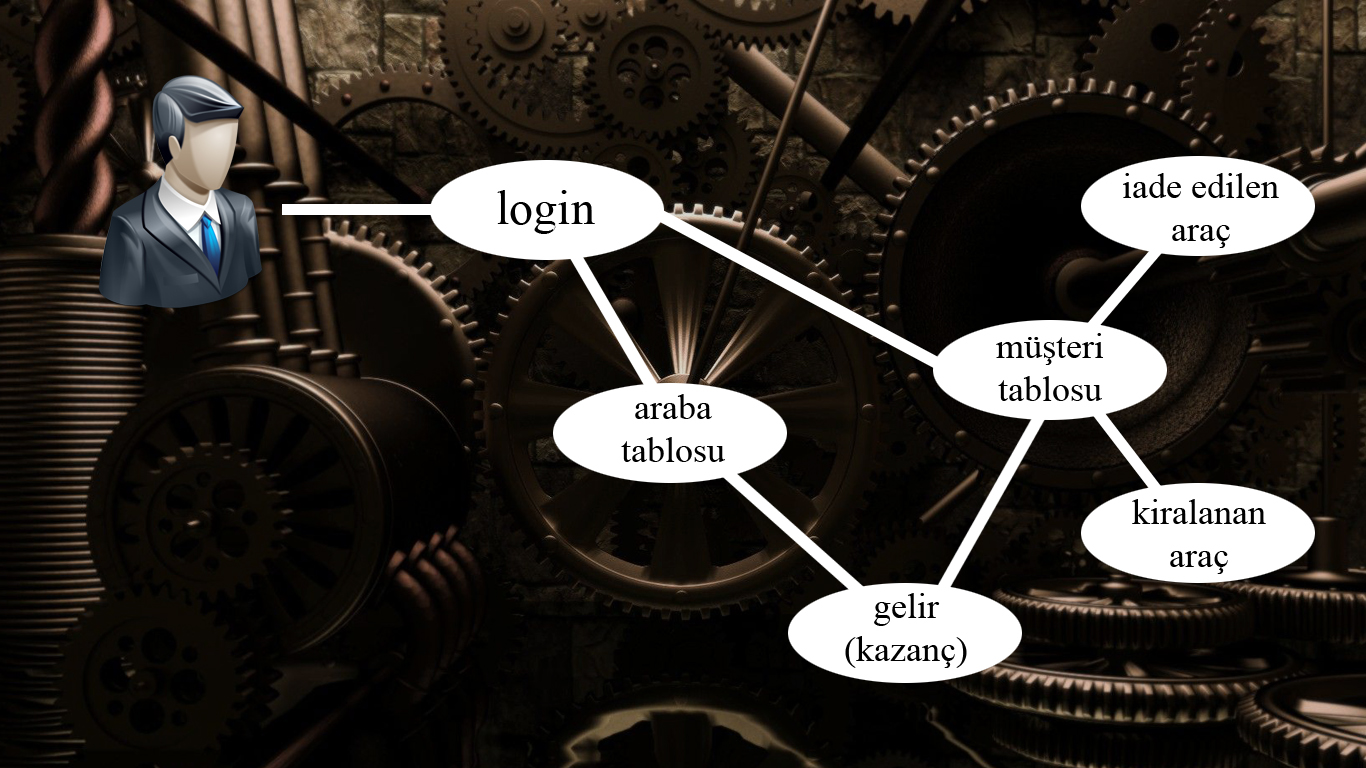 login
iade edilen
araç
müşteri
tablosu
araba
tablosu
kiralanan
araç
gelir
(kazanç)